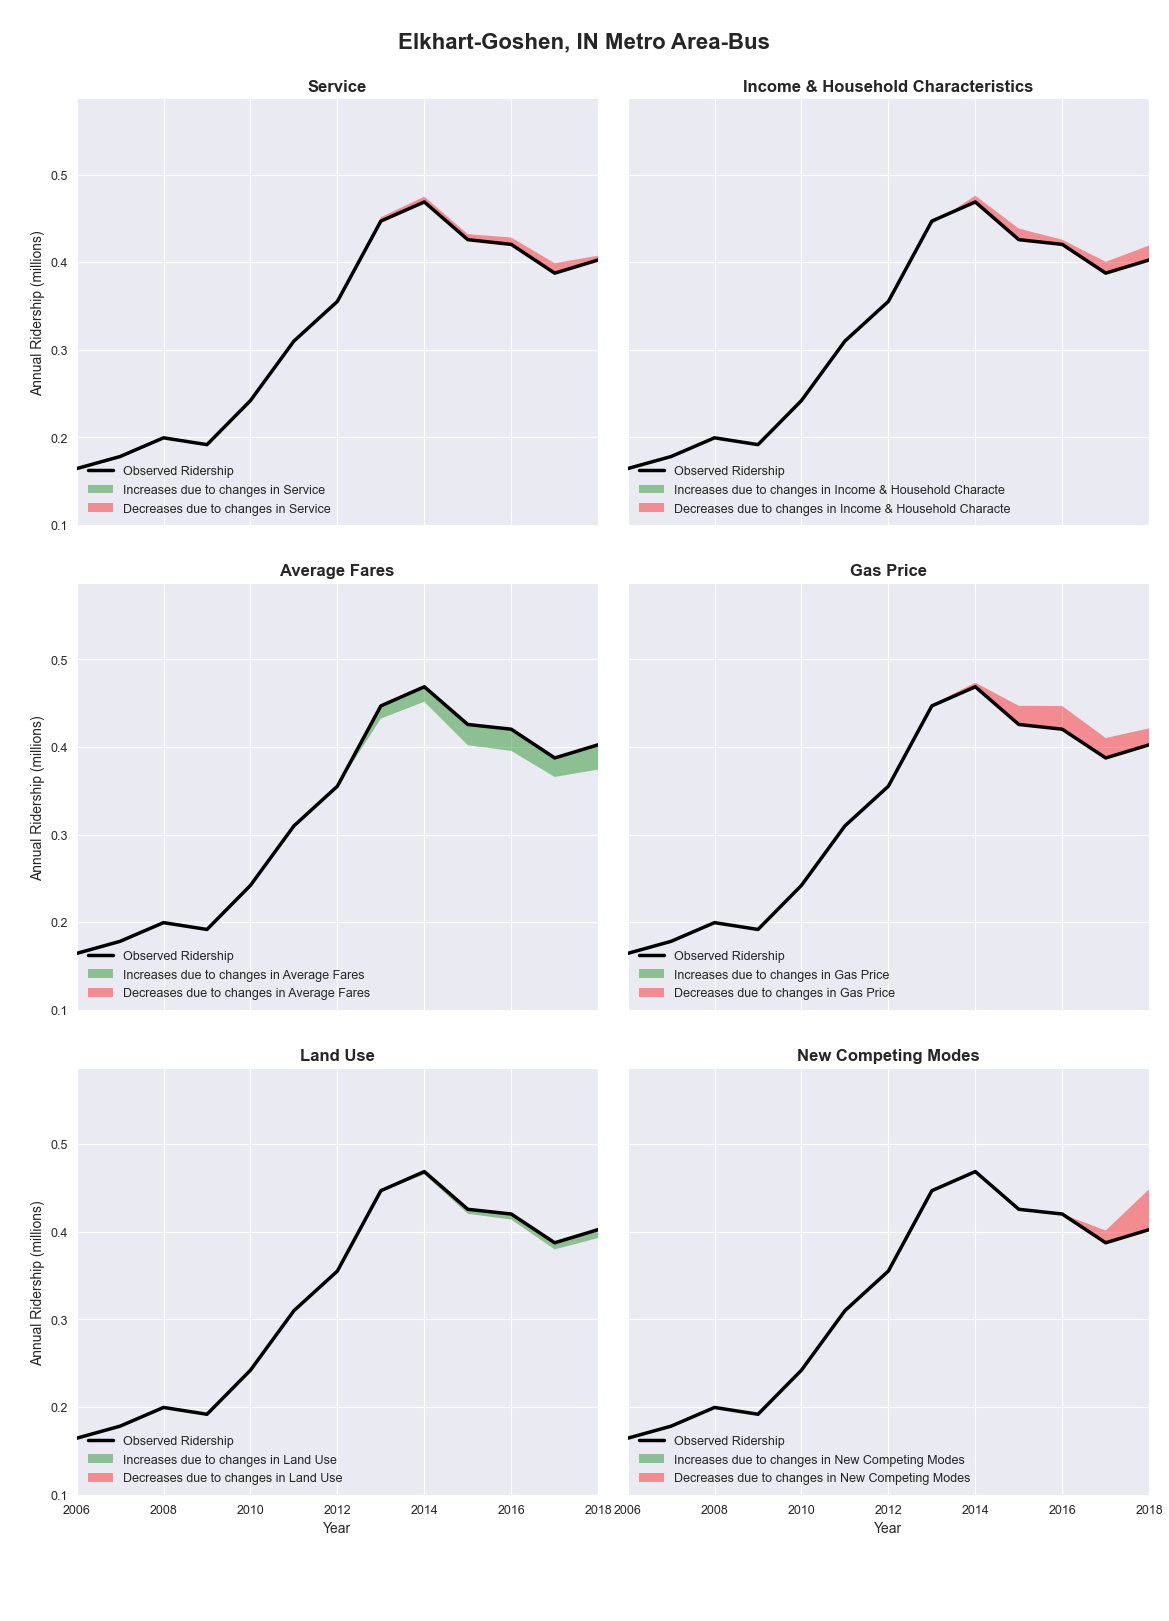 Elkhart-Goshen, IN Metro Area-Bus
Service
Income & Household Characteristics
Annual Ridership (millions)
0.5
0.4
0.3
0.2
0.1
Observed Ridership
Increases due to changes in Service
Decreases due to changes in Service
Observed Ridership
Increases due to changes in Income & Household Characte
Decreases due to changes in Income & Household Characte
Average Fares
Gas Price
Annual Ridership (millions)
0.5
0.4
0.3
0.2
0.1
Observed Ridership
Increases due to changes in Average Fares
Decreases due to changes in Average Fares
Observed Ridership
Increases due to changes in Gas Price
Decreases due to changes in Gas Price
Land Use
New Competing Modes
Annual Ridership (millions)
0.5
0.4
0.3
0.2
0.1
Observed Ridership
Increases due to changes in Land Use
Decreases due to changes in Land Use
Observed Ridership
Increases due to changes in New Competing Modes
Decreases due to changes in New Competing Modes
2006 2008 2010 2012 2014 2016 2018
2006 2008 2010 2012 2014 2016 2018
Year
Year